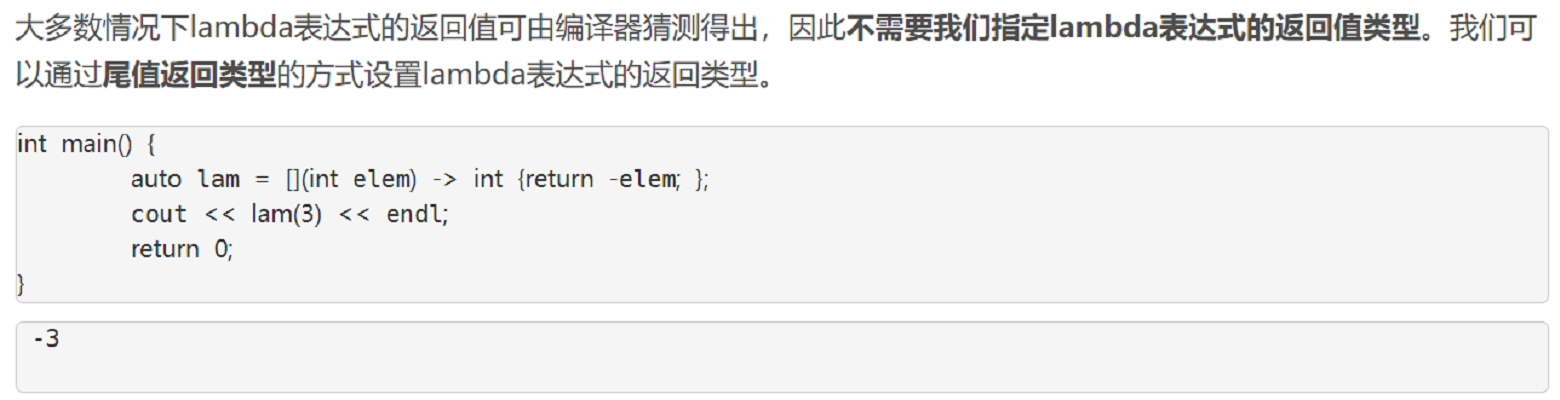 大多数情况下lambda表达式的返回值可由编译器猜测得出，因此不需要我们指定lambda表达式的返回值类型。我们可
以通过尾值返回类型的方式设置lambda表达式的返回类型。
int main() {
        auto lam = [](int elem) -> int {return -elem; };
        cout << lam(3) << endl;
        return 0;
}
-3